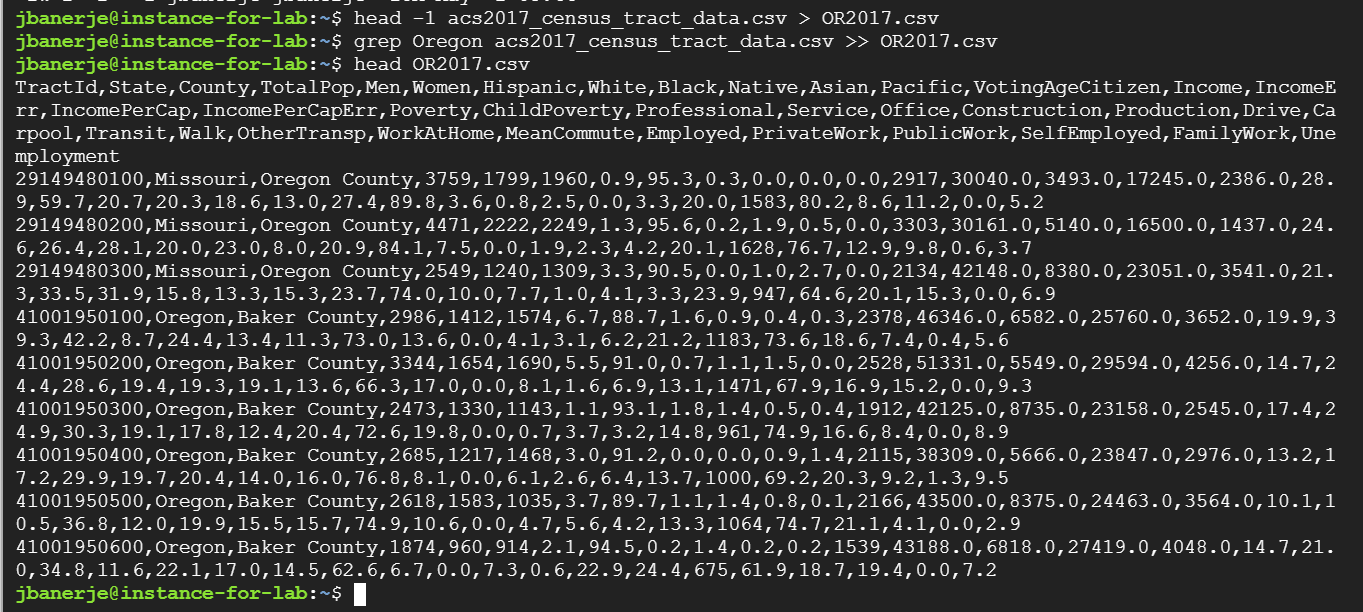 jbanerje@instance-for-lab:~$ head -1 acs2017_census_tract_data.csv > OR2017.csv
jbanerje@instance-for-lab:~$ grep Oregon acs2017_census_tract_data.csv >> OR2017.csv
jbanerje@instance-for-lab:~$ head OR2017.csv
TractId,State,County,TotalPop,Men,Women,Hispanic,White,Black,Native,Asian,Pacific,VotingAgeCitizen,Income,IncomeE
rr,IncomePerCap,IncomePerCapErr,Poverty,ChildPoverty,Professional,Service,Office,Construction,Production,Drive,Ca
rpool,Transit,Walk,OtherTransp,WorkAtHome,MeanCommute,Employed,PrivateWork,PublicWork,SelfEmployed,FamilyWork,Une
mployment
29149480100,Missouri,Oregon County,3759,1799,1960,0.9,95.3,0.3,0.0,0.0,0.0,2917,30040.0,3493.0,17245.0,2386.0,28.
9,59.7,20.7,20.3,18.6,13.0,27.4,89.8,3.6,0.8,2.5,0.0,3.3,20.0,1583,80.2,8.6,11.2,0.0,5.2
29149480200,Missouri,Oregon County,4471,2222,2249,1.3,95.6,0.2,1.9,0.5,0.0,3303,30161.0,5140.0,16500.0,1437.0,24.
6,26.4,28.1,20.0,23.0,8.0,20.9,84.1,7.5,0.0,1.9,2.3,4.2,20.1,1628,76.7,12.9,9.8,0.6,3.7
29149480300,Missouri,Oregon County,2549,1240,1309,3.3,90.5,0.0,1.0,2.7,0.0,2134,42148.0,8380.0,23051.0,3541.0,21.
3,33.5,31.9,15.8,13.3,15.3,23.7,74.0,10.0,7.7,1.0,4.1,3.3,23.9,947,64.6,20.1,15.3,0.0,6.9
41001950100,Oregon,Baker County,2986,1412,1574,6.7,88.7,1.6,0.9,0.4,0.3,2378,46346.0,6582.0,25760.0,3652.0,19.9,3
9.3,42.2,8.7,24.4,13.4,11.3,73.0,13.6,0.0,4.1,3.1,6.2,21.2,1183,73.6,18.6,7.4,0.4,5.6
41001950200,Oregon,Baker County,3344,1654,1690,5.5,91.0,0.7,1.1,1.5,0.0,2528,51331.0,5549.0,29594.0,4256.0,14.7,2
4.4,28.6,19.4,19.3,19.1,13.6,66.3,17.0,0.0,8.1,1.6,6.9,13.1,1471,67.9,16.9,15.2,0.0,9.3
41001950300,Oregon,Baker County,2473,1330,1143,1.1,93.1,1.8,1.4,0.5,0.4,1912,42125.0,8735.0,23158.0,2545.0,17.4,2
4.9,30.3,19.1,17.8,12.4,20.4,72.6,19.8,0.0,0.7,3.7,3.2,14.8,961,74.9,16.6,8.4,0.0,8.9
41001950400,Oregon,Baker County,2685,1217,1468,3.0,91.2,0.0,0.0,0.9,1.4,2115,38309.0,5666.0,23847.0,2976.0,13.2,1
7.2,29.9,19.7,20.4,14.0,16.0,76.8,8.1,0.0,6.1,2.6,6.4,13.7,1000,69.2,20.3,9.2,1.3,9.5
41001950500,Oregon,Baker County,2618,1583,1035,3.7,89.7,1.1,1.4,0.8,0.1,2166,43500.0,8375.0,24463.0,3564.0,10.1,1
0.5,36.8,12.0,19.9,15.5,15.7,74.9,10.6,0.0,4.7,5.6,4.2,13.3,1064,74.7,21.1,4.1,0.0,2.9
41001950600,Oregon,Baker County,1874,960,914,2.1,94.5,0.2,1.4,0.2,0.2,1539,43188.0,6818.0,27419.0,4048.0,14.7,21.
0,34.8,11.6,22.1,17.0,14.5,62.6,6.7,0.0,7.3,0.6,22.9,24.4,675,61.9,18.7,19.4,0.0,7.2
jbanerje@instance-for-lab:~$